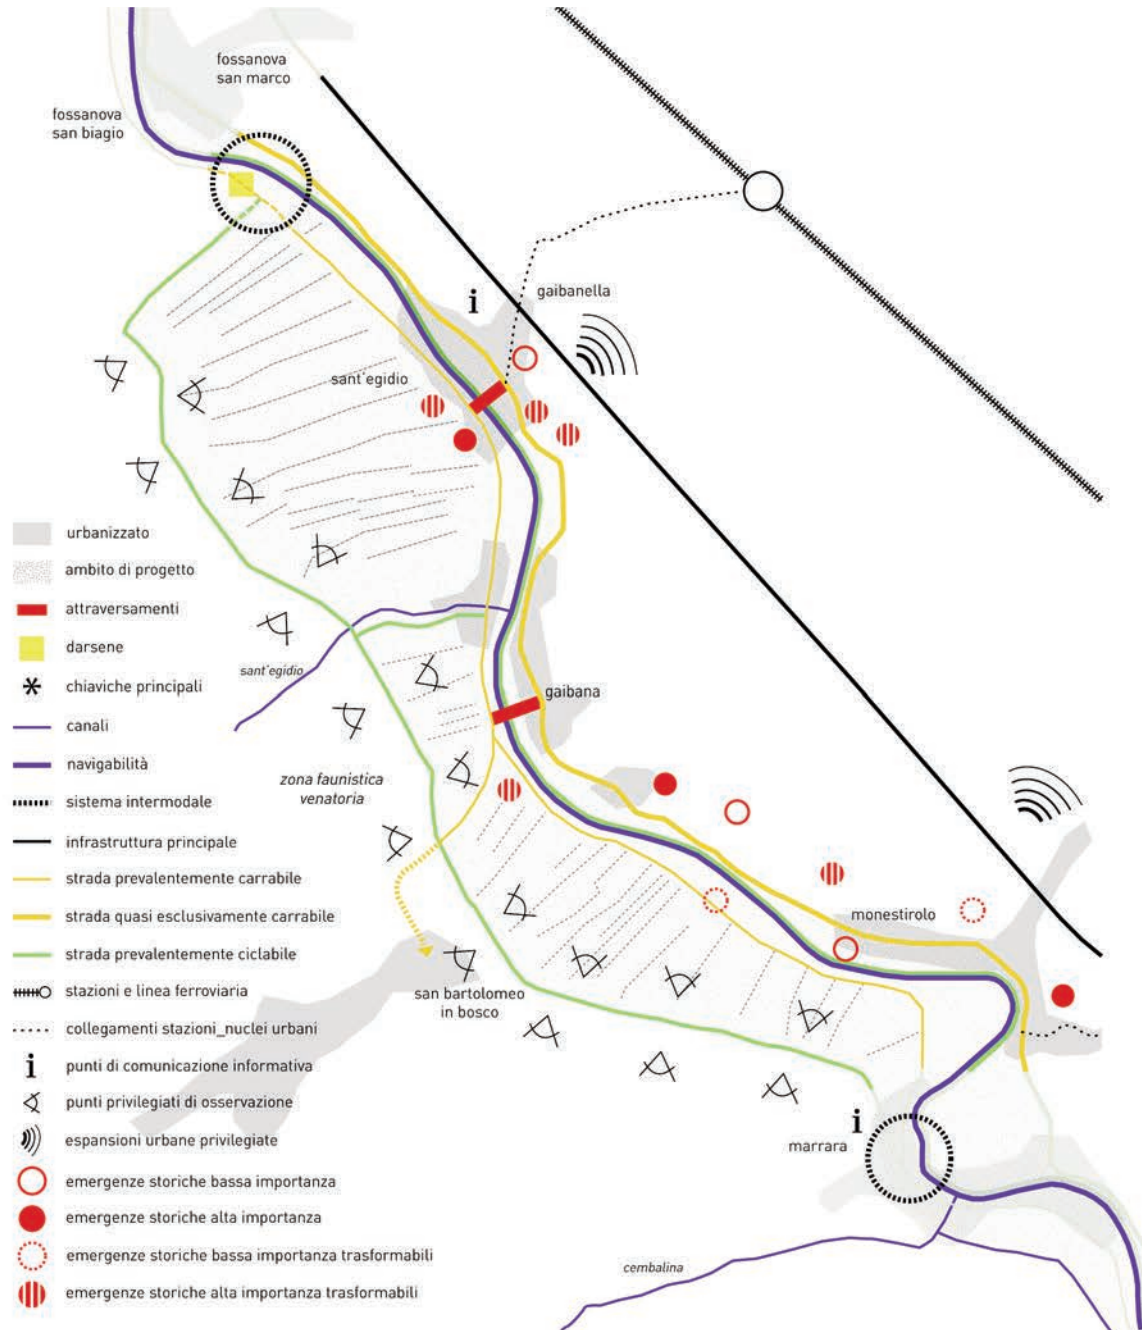 fossanova
san marco
fossanova
san biagio
i
gaibanella
sant'egidio
urbanizzato
ambito di progetto
attraversamenti
darsene
chiaviche principali
canali
navigabilità
sistema intermodale
infrastruttura principale
strada prevalentemente carrabile
strada quasi esclusivamente carrabile
strada prevalentemente ciclabile
stazioni e linea ferroviaria
collegamenti stazioni_nuclei urbani
i
punti di comunicazione informativa
punti privilegiati di osservazione
espansioni urbane privilegiate
emergenze storiche bassa importanza
emergenze storiche alta importanza
emergenze storiche bassa importanza trasformabili
emergenze storiche alta importanza trasformabili
sant'egidio
gaibana
zona faunistica
venatoria
monestirolo
san bartolomeo
in bosco
i
marrara
cembalina